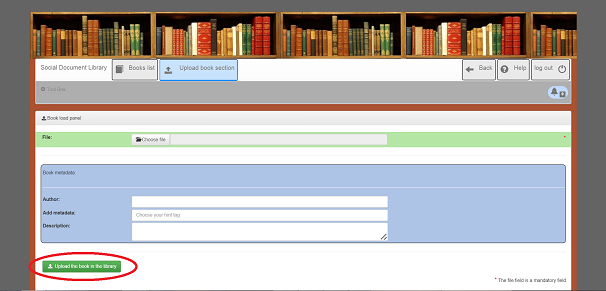 Social Document Library Books list Upload book section Back Help log out
Book load panel
File: Choose file *
Book metadata:
Author:
Add metadata: Choose your hint tag
Description:
Upload the book in the library
* The file field is a mandatory field